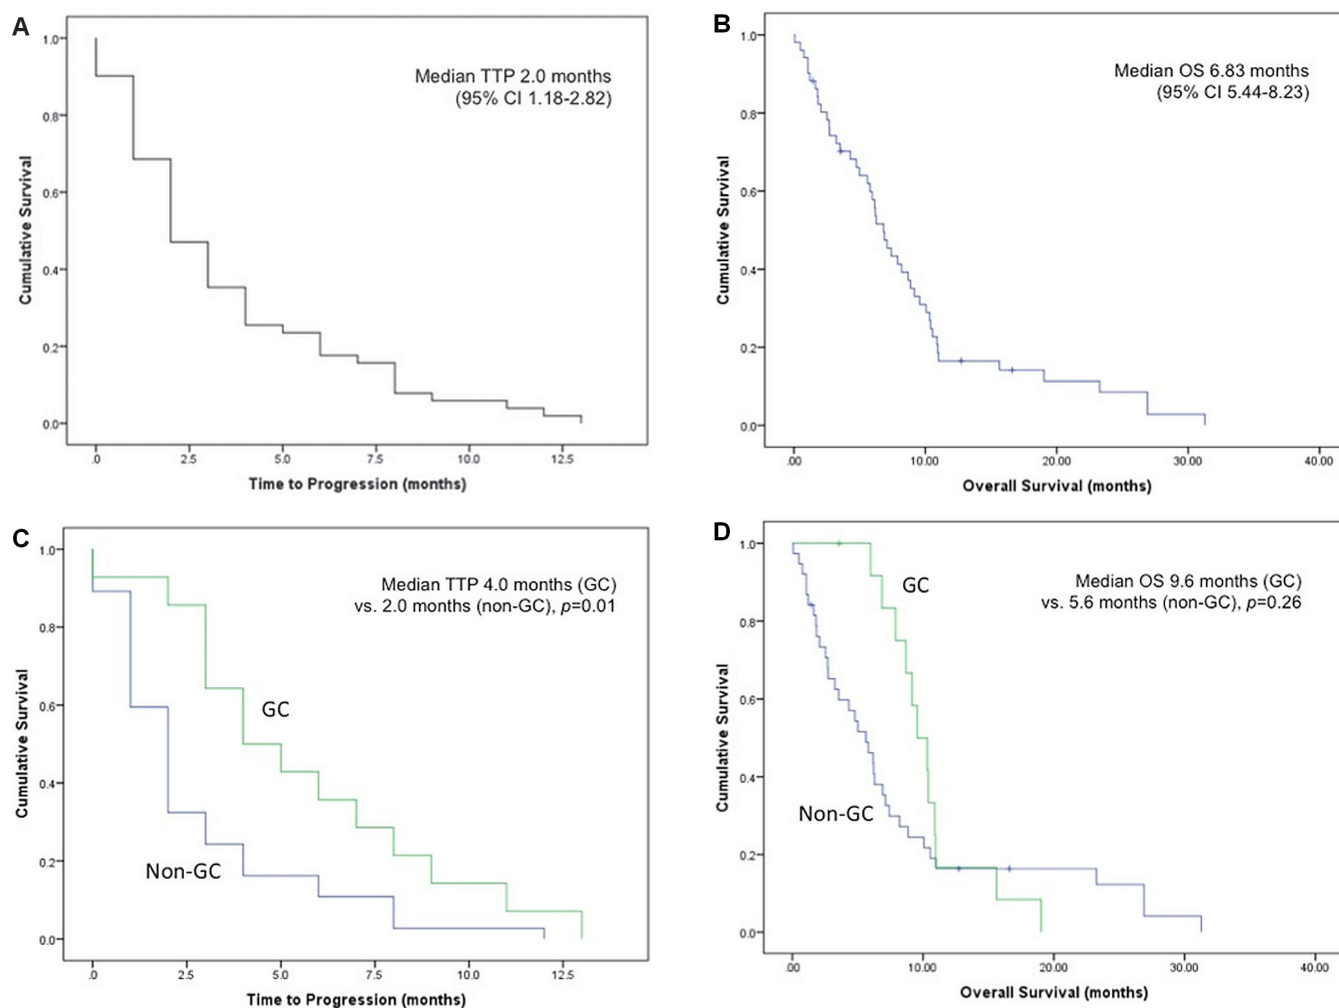 A
Median TTP 2.0 months
(95% CI 1.18-2.82)
Cumulative Survival
1.0
0.8
0.6
0.4
0.2
0.0
.0
2.5
5.0
7.5
10.0
12.5
Time to Progression (months)
B
Median OS 6.83 months
(95% CI 5.44-8.23)
Cumulative Survival
1.0
0.8
0.6
0.4
0.2
0.0
.00
10.00
20.00
30.00
40.00
Overall Survival (months)
C
Median TTP 4.0 months (GC)
vs. 2.0 months (non-GC), p=0.01
GC
Non-GC
Cumulative Survival
1.0
0.8
0.6
0.4
0.2
0.0
.0
2.5
5.0
7.5
10.0
12.5
Time to Progression (months)
D
Median OS 9.6 months (GC)
vs. 5.6 months (non-GC), p=0.26
GC
Non-GC
Cumulative Survival
1.0
0.8
0.6
0.4
0.2
0.0
.00
10.00
20.00
30.00
40.00
Overall Survival (months)